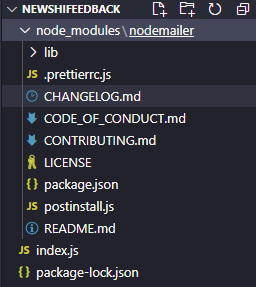 NEWSHIFEEDBACK
node_modules\nodemailer
lib
JS .prettierrc.js
CHANGELOG.md
CODE_OF_CONDUCT.md
CONTRIBUTING.md
LICENSE
{} package.json
JS postinstall.js
README.md
JS index.js
{} package-lock.json